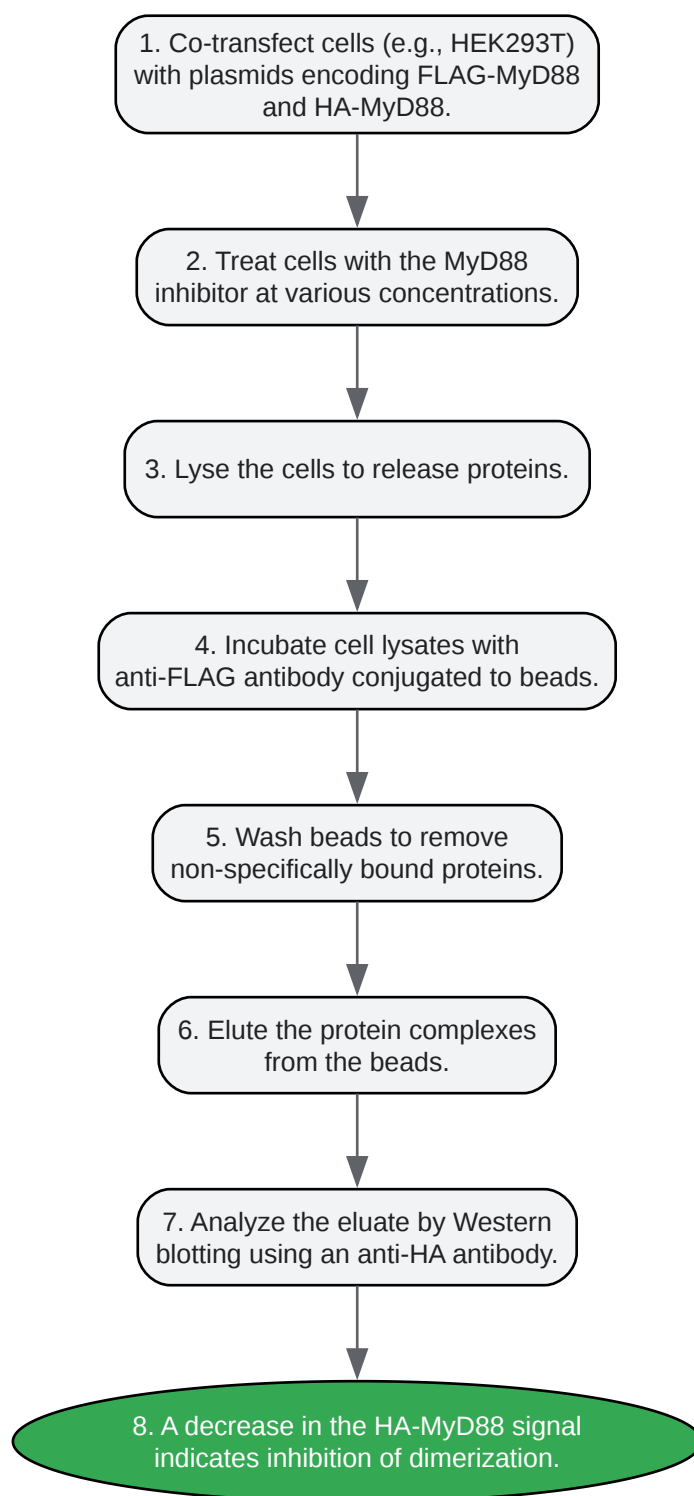 1. Co-transfect cells (e.g., HEK293T)
with plasmids encoding FLAG-MyD88
and HA-MyD88.
2. Treat cells with the MyD88
inhibitor at various concentrations.
3. Lyse the cells to release proteins.
4. Incubate cell lysates with
anti-FLAG antibody conjugated to beads.
5. Wash beads to remove
non-specifically bound proteins.
6. Elute the protein complexes
from the beads.
7. Analyze the eluate by Western
blotting using an anti-HA antibody.
8. A decrease in the HA-MyD88 signal
indicates inhibition of dimerization.